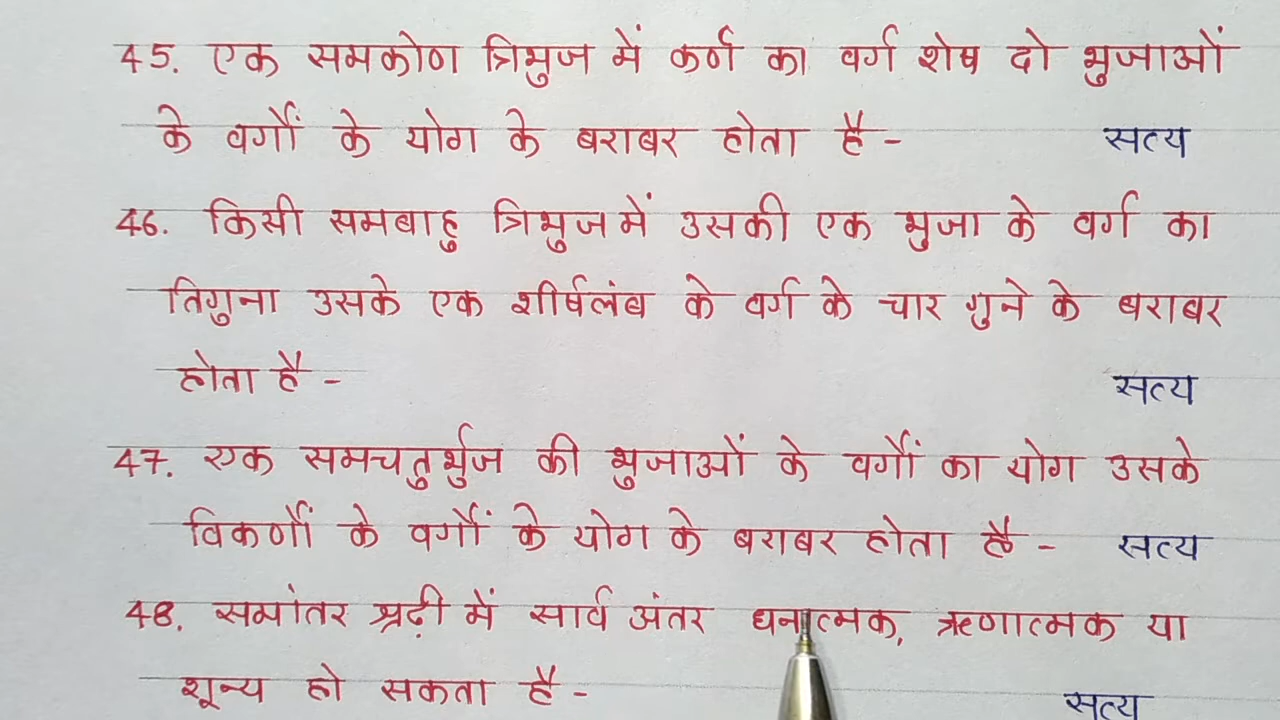 45. एक समकोण त्रिभुज में कर्ण का वर्ग शेष दो भुजाओं
के वर्गों के योग के बराबर होता है - सत्य
46. किसी समबाहु त्रिभुज में उसकी एक भुजा के वर्ग का
तिगुना उसके एक शीर्षलंब के वर्ग के चार गुने के बराबर
होता है - सत्य
47. एक समचतुर्भुज की भुजाओं के वर्गों का योग उसके
विकर्णों के वर्गों के योग के बराबर होता है - सत्य
48. समांतर श्रढ़ी में सार्व अंतर धनात्मक, ऋणात्मक या
शून्य हो सकता है - सत्य